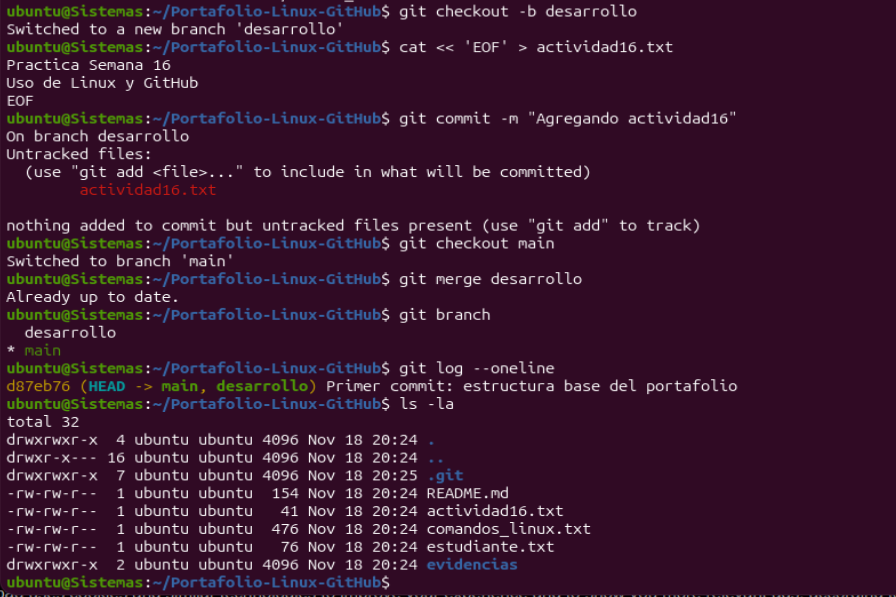 ubuntu@Sistemas:~/Portafolio-Linux-GitHub$ git checkout -b desarrollo
Switched to a new branch 'desarrollo'
ubuntu@Sistemas:~/Portafolio-Linux-GitHub$ cat << 'EOF' > actividad16.txt
Practica Semana 16
Uso de Linux y GitHub
EOF
ubuntu@Sistemas:~/Portafolio-Linux-GitHub$ git commit -m "Agregando actividad16"
On branch desarrollo
Untracked files:
  (use "git add <file>..." to include in what will be committed)
        actividad16.txt

nothing added to commit but untracked files present (use "git add" to track)
ubuntu@Sistemas:~/Portafolio-Linux-GitHub$ git checkout main
Switched to branch 'main'
ubuntu@Sistemas:~/Portafolio-Linux-GitHub$ git merge desarrollo
Already up to date.
ubuntu@Sistemas:~/Portafolio-Linux-GitHub$ git branch
  desarrollo
* main
ubuntu@Sistemas:~/Portafolio-Linux-GitHub$ git log --oneline
d87eb76 (HEAD -> main, desarrollo) Primer commit: estructura base del portafolio
ubuntu@Sistemas:~/Portafolio-Linux-GitHub$ ls -la
total 32
drwxrwxr-x  4 ubuntu ubuntu 4096 Nov 18 20:24 .
drwxr-x--- 16 ubuntu ubuntu 4096 Nov 18 20:24 ..
drwxrwxr-x  7 ubuntu ubuntu 4096 Nov 18 20:25 .git
-rw-rw-r--  1 ubuntu ubuntu  154 Nov 18 20:24 README.md
-rw-rw-r--  1 ubuntu ubuntu   41 Nov 18 20:24 actividad16.txt
-rw-rw-r--  1 ubuntu ubuntu  476 Nov 18 20:24 comandos_linux.txt
-rw-rw-r--  1 ubuntu ubuntu   76 Nov 18 20:24 estudiante.txt
drwxrwxr-x  2 ubuntu ubuntu 4096 Nov 18 20:24 evidencias
ubuntu@Sistemas:~/Portafolio-Linux-GitHub$